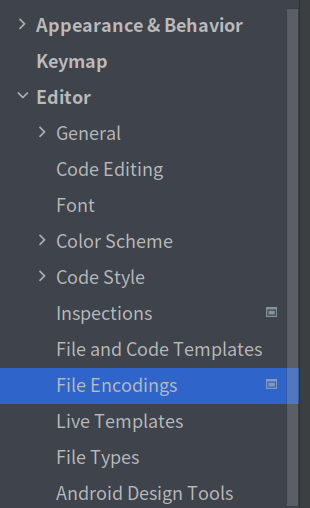 Appearance & Behavior
Keymap
Editor
General
Code Editing
Font
Color Scheme
Code Style
Inspections
File and Code Templates
File Encodings
Live Templates
File Types
Android Design Tools